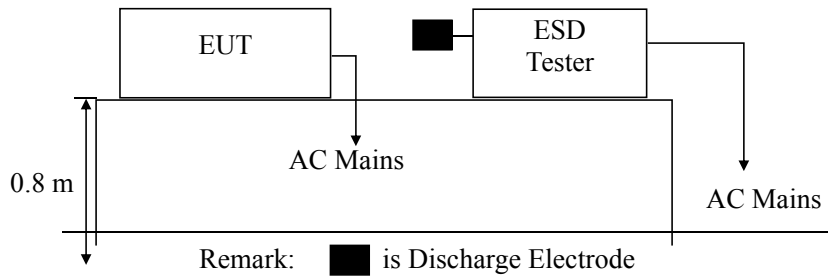 EUT
ESD
Tester
AC Mains
0.8 m
AC Mains
Remark: is Discharge Electrode